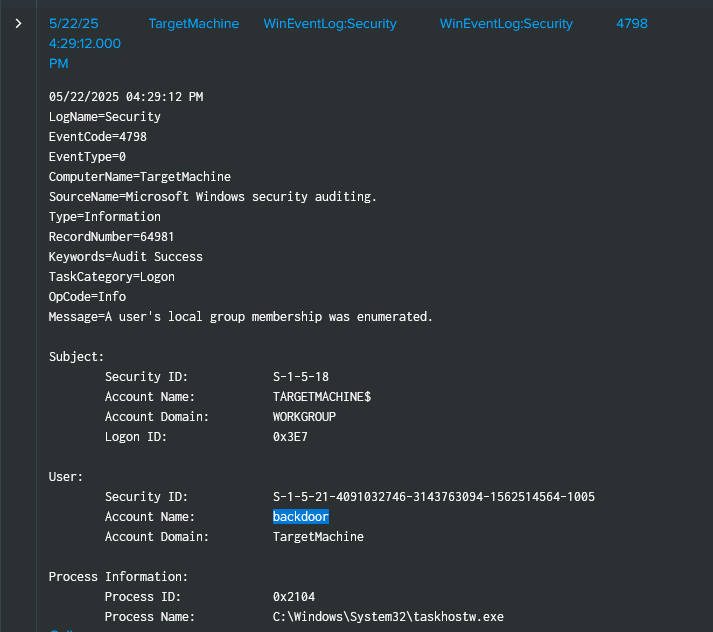 5/22/25 TargetMachine WinEventLog:Security WinEventLog:Security 4798
4:29:12.000
PM
05/22/2025 04:29:12 PM
LogName=Security
EventCode=4798
EventType=0
ComputerName=TargetMachine
SourceName=Microsoft Windows security auditing.
Type=Information
RecordNumber=64981
Keywords=Audit Success
TaskCategory=Logon
OpCode=Info
Message=A user's local group membership was enumerated.
Subject:
Security ID: S-1-5-18
Account Name: TARGETMACHINE$
Account Domain: WORKGROUP
Logon ID: 0x3E7
User:
Security ID: S-1-5-21-4091032746-3143763094-1562514564-1005
Account Name: backdoor
Account Domain: TargetMachine
Process Information:
Process ID: 0x2104
Process Name: C:\Windows\System32\taskhostw.exe